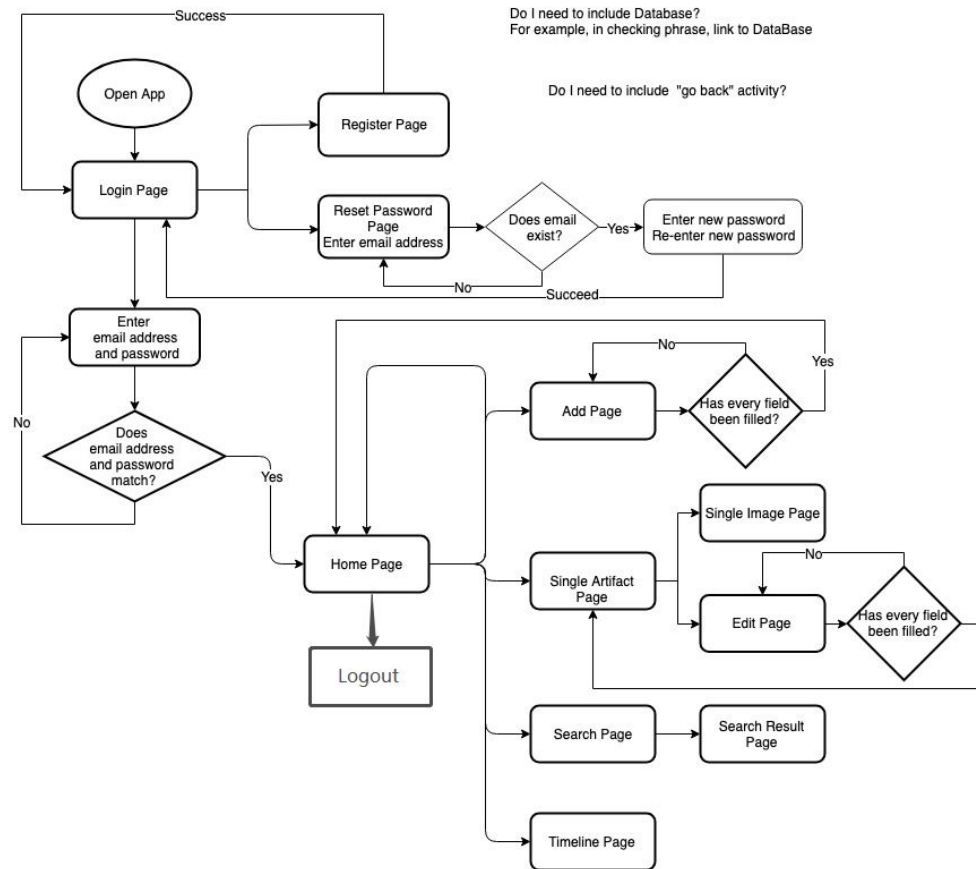 Success
Do I need to include Database?
For example, in checking phrase, link to DataBase
Do I need to include "go back" activity?
Open App
Register Page
Login Page
Reset Password
Page
Enter email address
Does email
exist?
Yes
Enter new password
Re-enter new password
No
Succeed
Enter
email address
and password
No
Does
email address
and password
match?
Yes
No
Yes
Add Page
Has every field
been filled?
Home Page
Logout
Single Image Page
Single Artifact
Page
No
Edit Page
Has every field
been filled?
Search Page
Search Result
Page
Timeline Page